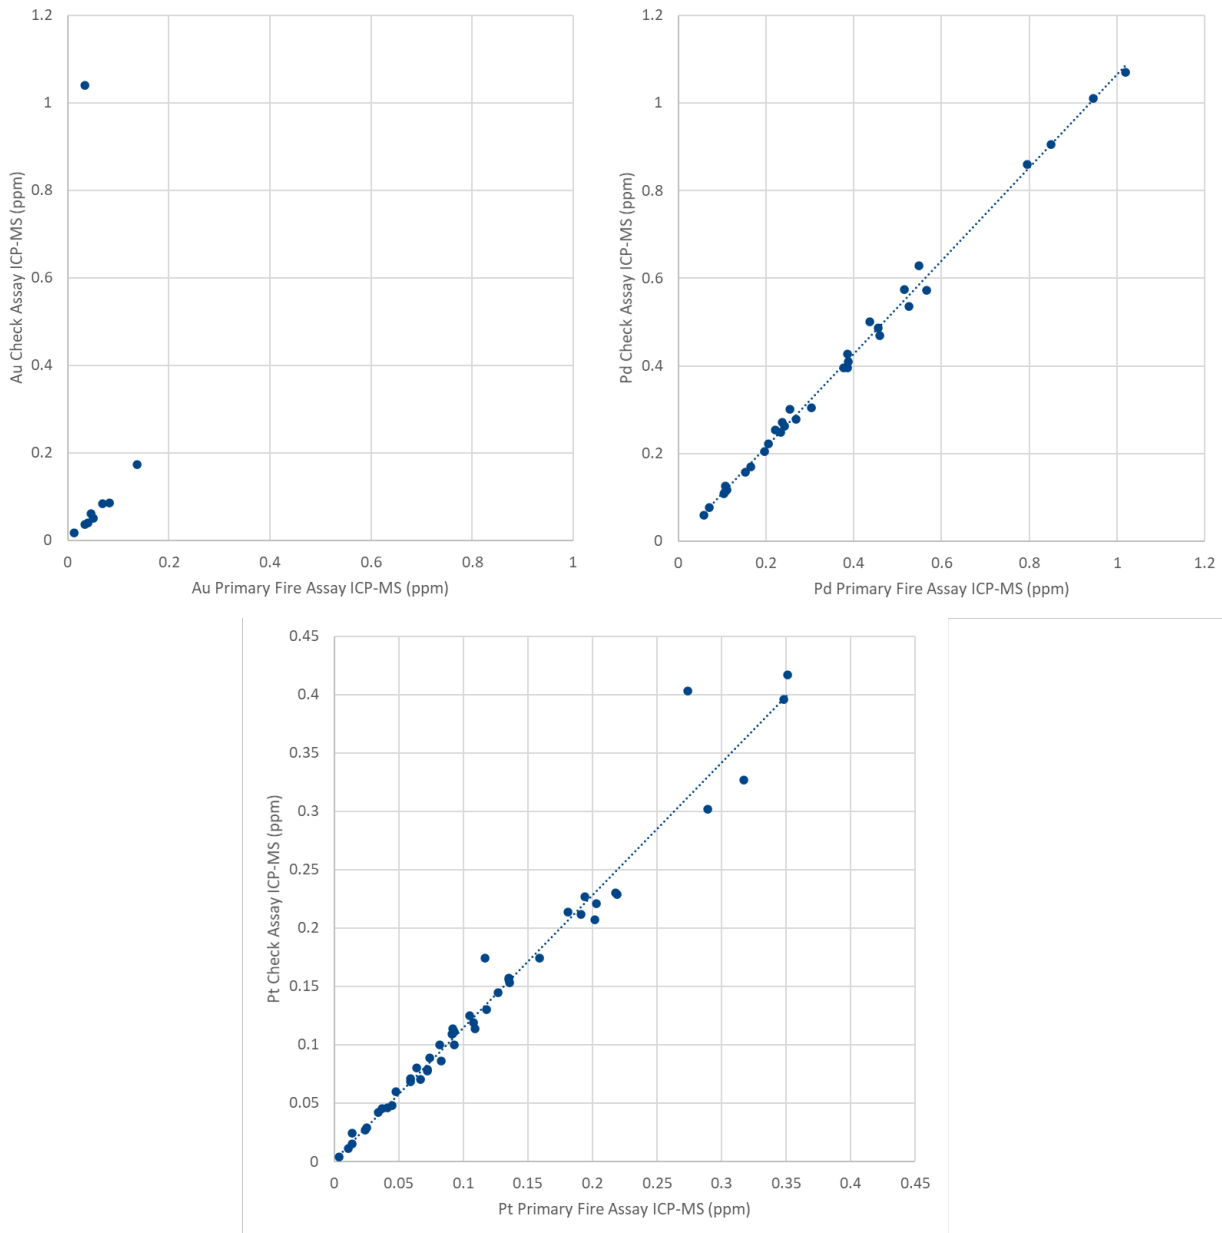 1.2
1
0.8
0.6
0.4
0.2
0
0 0.2 0.4 0.6 0.8 1
Au Check Assay ICP-MS (ppm)
Au Primary Fire Assay ICP-MS (ppm)
1.2
1
0.8
0.6
0.4
0.2
0
0 0.2 0.4 0.6 0.8 1 1.2
Pd Check Assay ICP-MS (ppm)
Pd Primary Fire Assay ICP-MS (ppm)
0.45
0.4
0.35
0.3
0.25
0.2
0.15
0.1
0.05
0
0 0.05 0.1 0.15 0.2 0.25 0.3 0.35 0.4 0.45
Pt Check Assay ICP-MS (ppm)
Pt Primary Fire Assay ICP-MS (ppm)